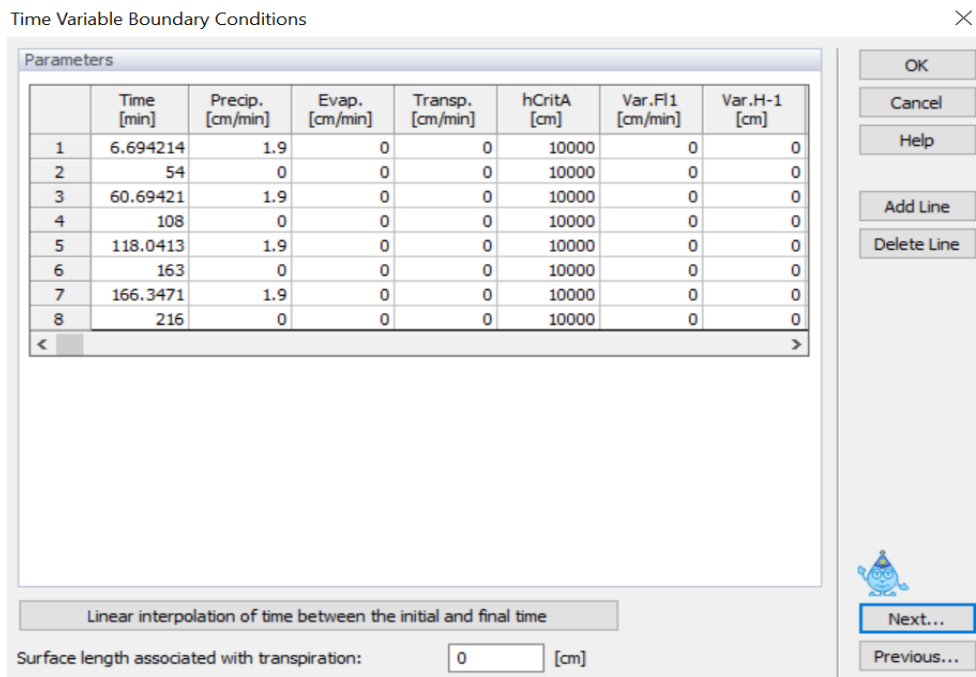 Time Variable Boundary Conditions
Parameters
Time Precip. Evap. Transp. hCritA Var.Fl1 Var.H-1
[min] [cm/min] [cm/min] [cm/min] [cm] [cm/min] [cm]
1 6.694214 1.9 0 0 10000 0 0
2 54 0 0 0 10000 0 0
3 60.69421 1.9 0 0 10000 0 0
4 108 0 0 0 10000 0 0
5 118.0413 1.9 0 0 10000 0 0
6 163 0 0 0 10000 0 0
7 166.3471 1.9 0 0 10000 0 0
8 216 0 0 0 10000 0 0
Linear interpolation of time between the initial and final time
Surface length associated with transpiration: 0 [cm]
OK
Cancel
Help
Add Line
Delete Line
Next...
Previous...